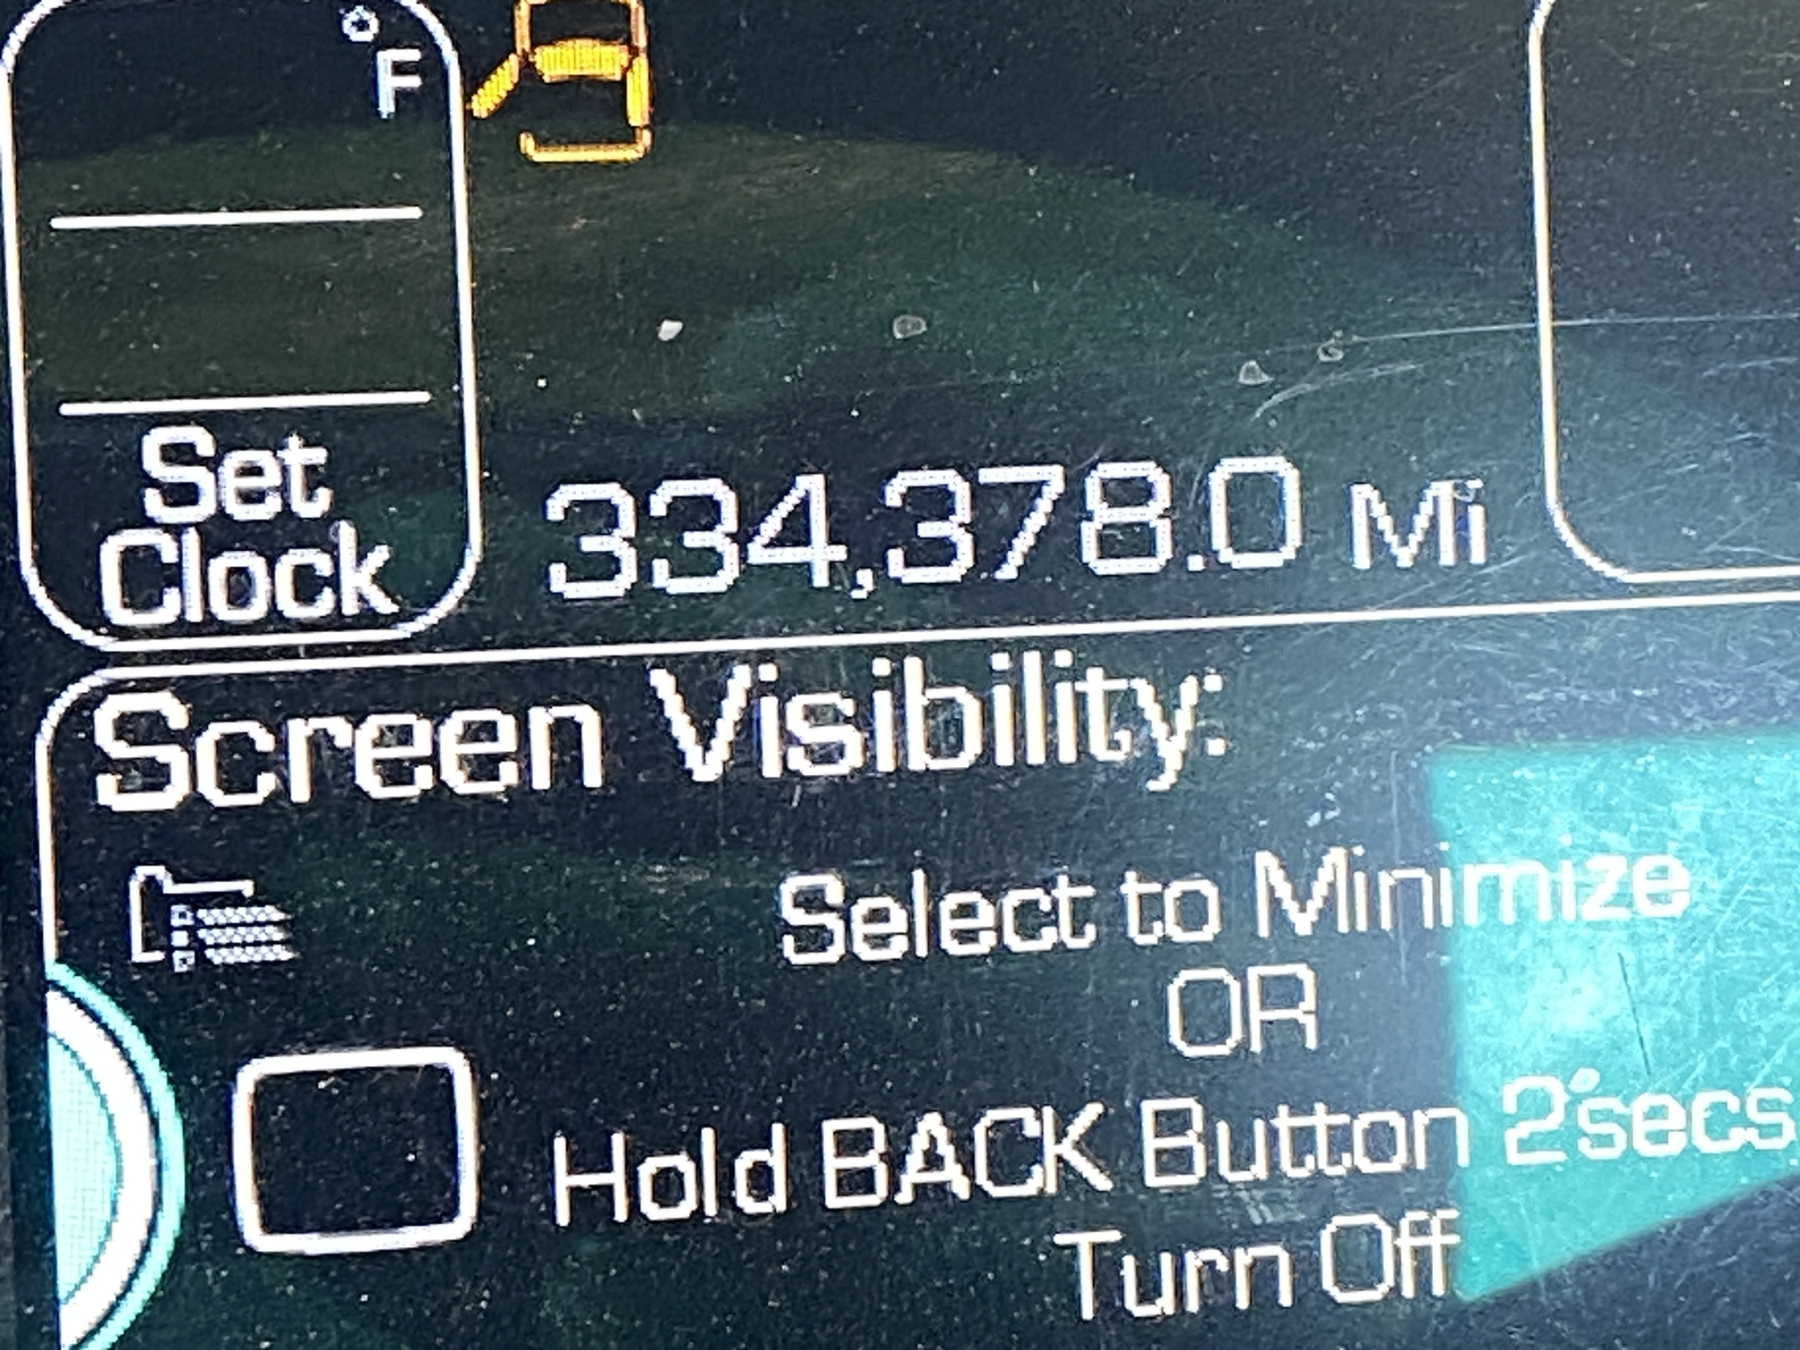 °F
Set
Clock
334,378.0 Mi
Screen Visibility:
Select to Minimize
OR
Hold BACK Button 2 secs
Turn Off